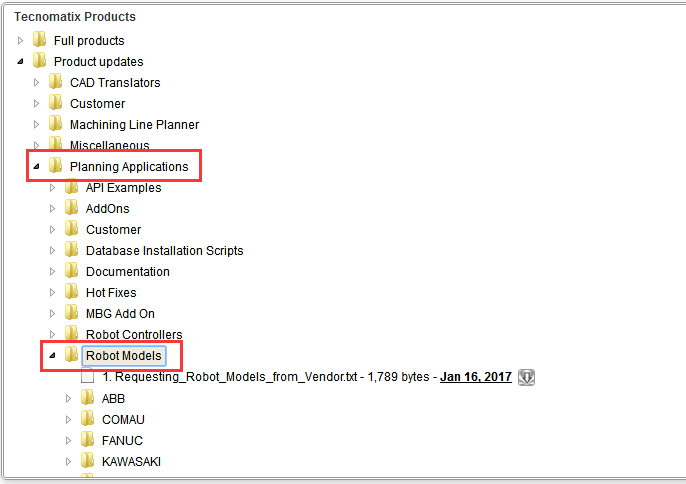 Tecnomatix Products
Full products
Product updates
CAD Translators
Customer
Machining Line Planner
Miscellaneous
Planning Applications
API Examples
AddOns
Customer
Database Installation Scripts
Documentation
Hot Fixes
MBG Add On
Robot Controllers
Robot Models
1. Requesting_Robot_Models_from_Vendor.txt - 1,789 bytes - Jan 16, 2017
ABB
COMAU
FANUC
KAWASAKI